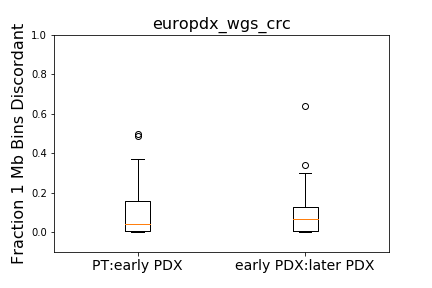 europdx_wgs_crc
Fraction 1 Mb Bins Discordant
1.0
0.8
0.6
0.4
0.2
0.0
PT:early PDX
early PDX:later PDX